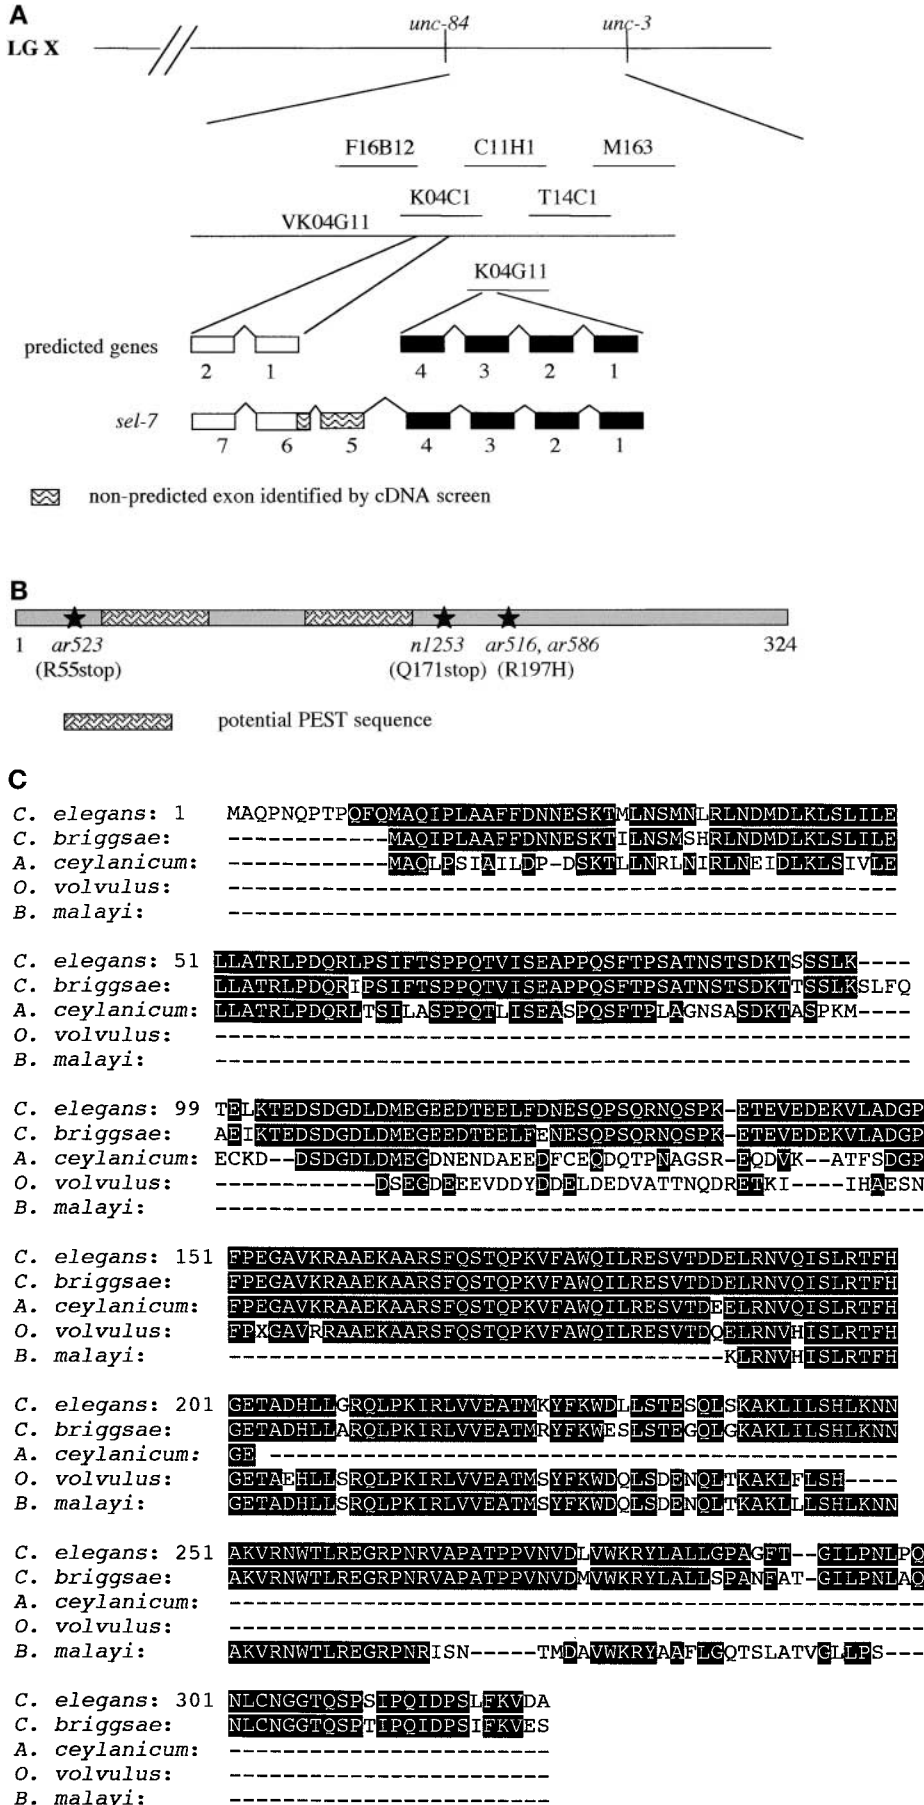 A
unc-84 unc-3
LG X
F16B12 C11H1 M163
K04C1 T14C1
VK04G11
K04G11
predicted genes
2 1 4 3 2 1
sel-7
7 6 5 4 3 2 1
non-predicted exon identified by cDNA screen
B
1 ar523 n1253 ar516, ar586 324
(R55stop) (Q171stop) (R197H)
potential PEST sequence
C
C. elegans: 1 MAQPNQPTPQFQMAQIPLAAFFDNNESKTMLNSMNLRLNDMDLKLSLILE
C. briggsae: ------------MAQIPLAAFFDNNESKTILNSMSHRLNDMDLKLSLILE
A. ceylanicum: ------------MAQLPSIAILDP-DSKTLLNRLNIRLNEIDLKLSIVLE
O. volvulus: --------------------------------------------------
B. malayi: --------------------------------------------------
C. elegans: 51 LLATRLPDQRLPSIFTSPPQTVISEAPPQSFTPSATNSTSDKTSSSLK----
C. briggsae: LLATRLPDQRIPSIFTSPPQTVISEAPPQSFTPSATNSTSDKTTSSLKSLFQ
A. ceylanicum: LLATRLPDQRLTSILASPPQTLISEASPQSFTPLAGNSASDKTASPKM----
O. volvulus: ----------------------------------------------------
B. malayi: ----------------------------------------------------
C. elegans: 99 TELKTEDSDGDLDMEGEEDTEELFDNESQPSQRNQSPK-ETEVEDEKVLADGP
C. briggsae: AEIKTEDSDGDLDMEGEEDTEELFENESQPSQRNQSPK-ETEVEDEKVLADGP
A. ceylanicum: ECKD--DSDGDLDMEGDNENDAEEDFCEQDQTPNAGSR-EQDVK--ATFSDGP
O. volvulus: ------------DSEGDEEEVDDYDDELDEDVATTNQDRETKI----IHAESN
B. malayi: -----------------------------------------------------
C. elegans: 151 FPEGAVKRAAEKAARSFQSTQPKVFAWQILRESVTDDELRNVQISLRTFH
C. briggsae: FPEGAVKRAAEKAARSFQSTQPKVFAWQILRESVTDDELRNVQISLRTFH
A. ceylanicum: FPEGAVKRAAEKAARSFQSTQPKVFAWQILRESVTDEELRNVQISLRTFH
O. volvulus: FPXGAVRRAAEKAARSFQSTQPKVFAWQILRESVTDQELRNVHISLRTFH
B. malayi: -------------------------------------KLRNVHISLRTFH
C. elegans: 201 GETADHLLGRQLPKIRLVVEATMKYFKWDLLSTESQLSKAKLILSHLKNN
C. briggsae: GETADHLLARQLPKIRLVVEATMRYFKWESLSTEGQLGKAKLILSHLKNN
A. ceylanicum: GE ------------------------------------------------
O. volvulus: GETAEHLLSRQLPKIRLVVEATMSYFKWDQLSDENQLTKAKLFLSH----
B. malayi: GETADHLLSRQLPKIRLVVEATMSYFKWDQLSDENQLTKAKLLLSHLKNN
C. elegans: 251 AKVRNWTLREGRPNRVAPATPPVNVDLVWKRYLALLGPAGFT--GILPNLPQ
C. briggsae: AKVRNWTLREGRPNRVAPATPPVNVDMVWKRYLALLSPANFAT-GILPNLAQ
A. ceylanicum: ----------------------------------------------------
O. volvulus: ----------------------------------------------------
B. malayi: AKVRNWTLREGRPNRISN-----TMDAVWKRYAAFLGQTSLATVGLLPS---
C. elegans: 301 NLCNGGTQSPSIPQIDPSLFKVDA
C. briggsae: NLCNGGTQSPTIPQIDPSIFKVES
A. ceylanicum: ------------------------
O. volvulus: ------------------------
B. malayi: ------------------------